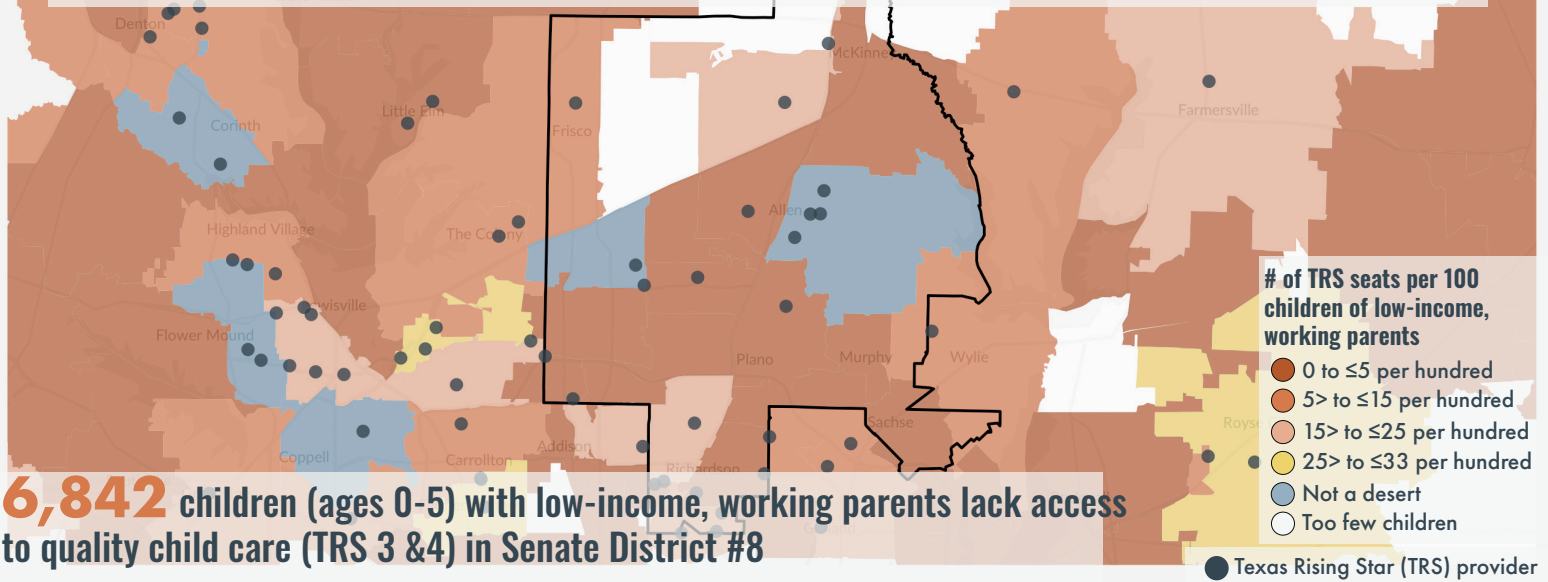 Denton
McKinney
Little Elm
Farmersville
Corinth
Frisco
Allen
Highland Village
The Colony
# of TRS seats per 100
children of low-income,
working parents
wisville
Flower Mound
Plano
Murphy
Wylie
0 to ≤5 per hundred
5> to ≤15 per hundred
Sachse
Royse
15> to ≤25 per hundred
Addison
Coppell
Carrollton
Richardson
25> to ≤33 per hundred
Not a desert
Too few children
6,842 children (ages 0-5) with low-income, working parents lack access
to quality child care (TRS 3 &4) in Senate District #8
Texas Rising Star (TRS) provider